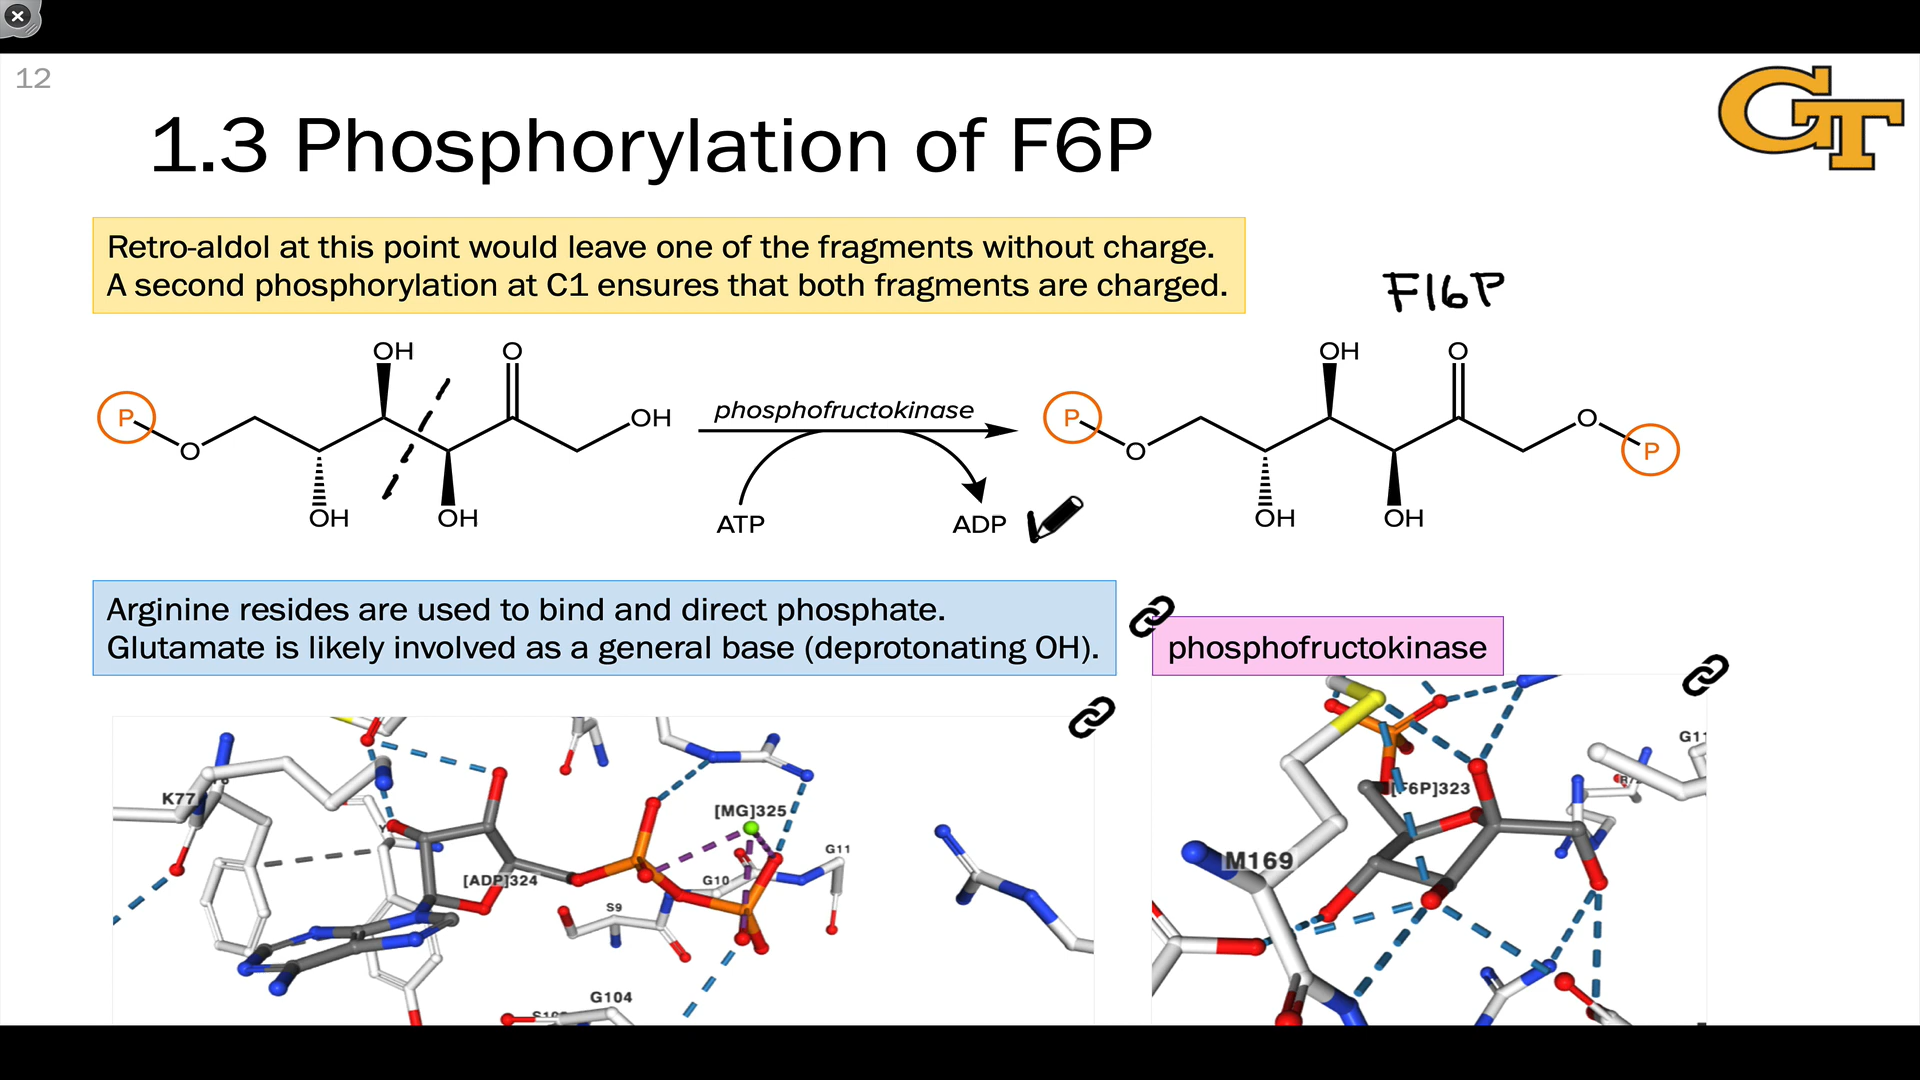 12
GT
1.3 Phosphorylation of F6P
Retro-aldol at this point would leave one of the fragments without charge.
A second phosphorylation at C1 ensures that both fragments are charged.
F16P
OH
O
P
O
OH
OH
OH
phosphofructokinase
ATP
ADP
OH
O
P
O
O
P
OH
OH
Arginine resides are used to bind and direct phosphate.
Glutamate is likely involved as a general base (deprotonating OH).
phosphofructokinase
K77
[MG]325
[ADP]324
G10
G11
S9
G104
[F6P]323
M169